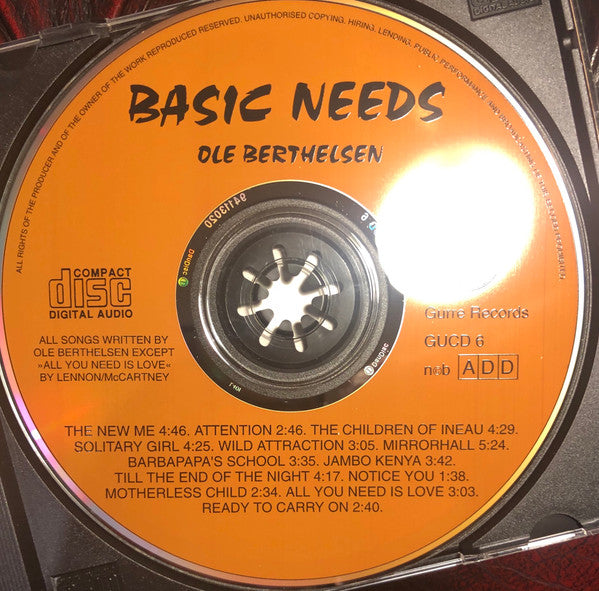 ALL RIGHTS OF THE PRODUCER AND OF THE OWNER OF THE WORK REPRODUCED RESERVED. UNAUTHORISED COPYING, HIRING, LENDING, PUBLIC PERFORMANCE AND
BASIC NEEDS
OLE BERTHELSEN
94113020
DADC
COMPACT
disc
DIGITAL AUDIO
Gurre Records
GUCD 6
ncb ADD
ALL SONGS WRITTEN BY
OLE BERTHELSEN EXCEPT
»ALL YOU NEED IS LOVE«
BY LENNON/McCARTNEY
THE NEW ME 4:46. ATTENTION 2:46. THE CHILDREN OF INEAU 4:29.
SOLITARY GIRL 4:25. WILD ATTRACTION 3:05. MIRRORHALL 5:24.
BARBAPAPA'S SCHOOL 3:35. JAMBO KENYA 3:42.
TILL THE END OF THE NIGHT 4:17. NOTICE YOU 1:38.
MOTHERLESS CHILD 2:34. ALL YOU NEED IS LOVE 3:03.
READY TO CARRY ON 2:40.